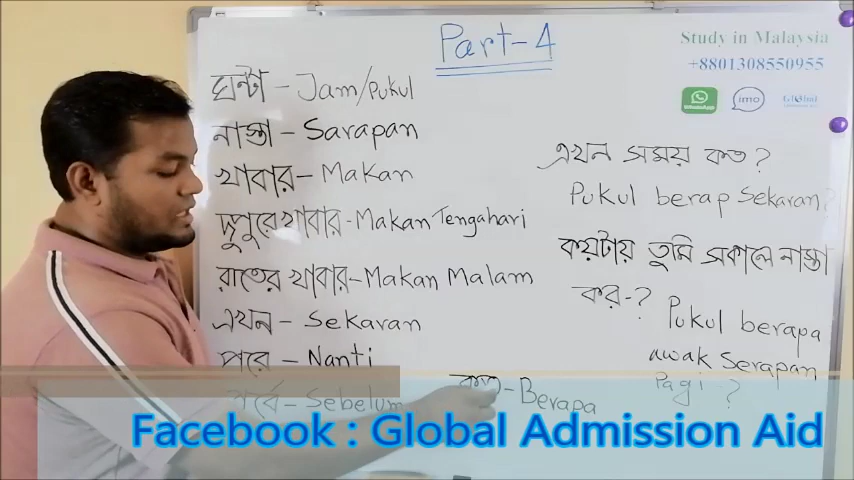 Part-4
Study in Malaysia
+8801308550955
WhatsApp
imo
Global
ঘন্টা - Jam/Pukul
নাস্তা - Sarapan
খাবার - Makan
দুপুরে খাবার - Makan Tengahari
রাতের খাবার - Makan Malam
এখন - Sekaran
পরে - Nanti
পূর্বে - Sebelum
কত - Berapa
এখন সময় কত?
Pukul berap Sekaran?
কয়টায় তুমি সকালে নাস্তা
কর-?
Pukul berapa
awak Serapan
Pagi-?
Facebook : Global Admission Aid